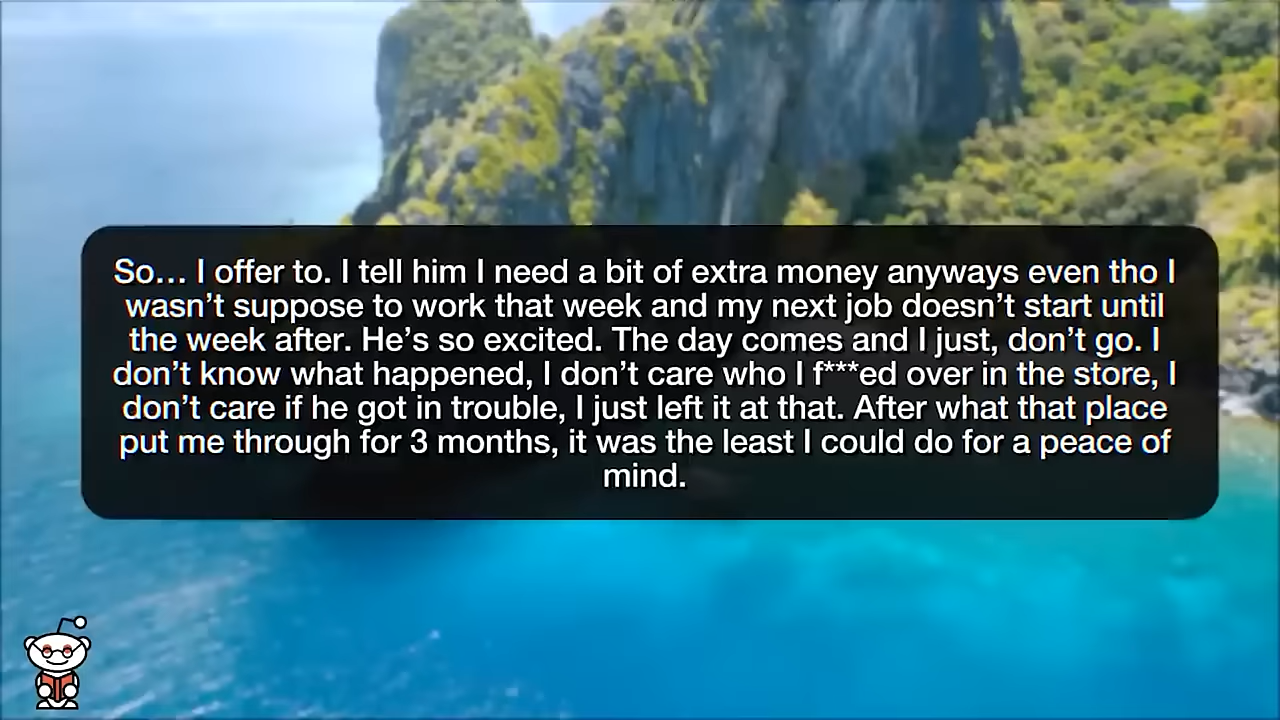 So… I offer to. I tell him I need a bit of extra money anyways even tho I
wasn’t suppose to work that week and my next job doesn’t start until
the week after. He’s so excited. The day comes and I just, don’t go. I
don’t know what happened, I don’t care who I f***ed over in the store, I
don’t care if he got in trouble, I just left it at that. After what that place
put me through for 3 months, it was the least I could do for a peace of
mind.